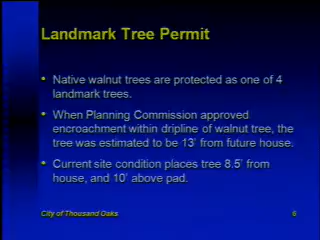 Landmark Tree Permit
• Native walnut trees are protected as one of 4
landmark trees.
• When Planning Commission approved
encroachment within dripline of walnut tree, the
tree was estimated to be 13' from future house.
• Current site condition places tree 8.5' from
house, and 10' above pad.
City of Thousand Oaks 6